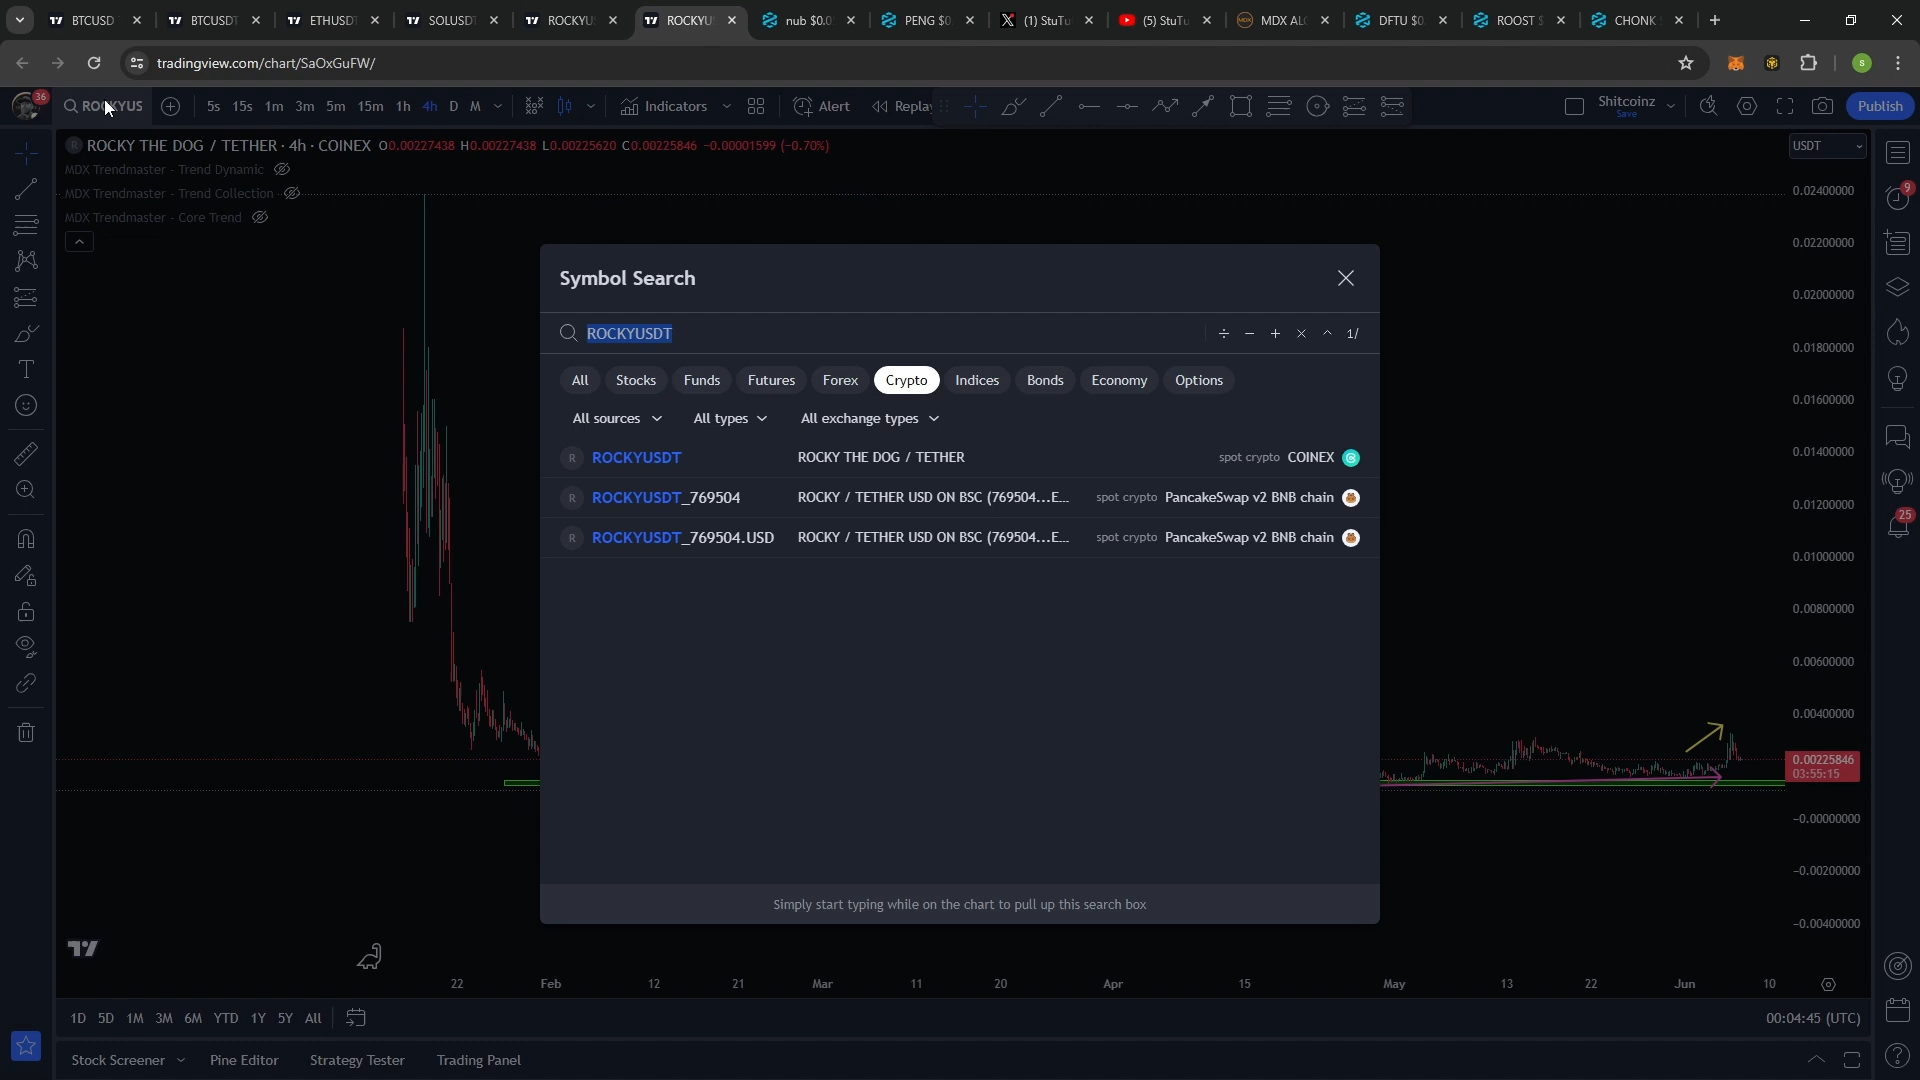 BTCUSD
BTCUSDT
ETHUSDT
SOLUSDT
ROCKYU
ROCKYU
nub $0.0
PENG $0
(1) StuTu
(5) StuTu
MDX ALG
DFTU $0.
ROOST $
CHONK
tradingview.com/chart/SaOxGuFW/
S
36
ROCKYUS
5s 15s 1m 3m 5m 15m 1h 4h D M
Indicators
Alert
Replay
Shitcoinz
Save
Publish
R ROCKY THE DOG / TETHER · 4h · COINEX O0.00227438 H0.00227438 L0.00225620 C0.00225846 -0.00001599 (-0.70%)
USDT
MDX Trendmaster - Trend Dynamic
MDX Trendmaster - Trend Collection
MDX Trendmaster - Core Trend
Symbol Search
ROCKYUSDT
÷ − + × ^ 1/
All Stocks Funds Futures Forex Crypto Indices Bonds Economy Options
All sources All types All exchange types
R ROCKYUSDT ROCKY THE DOG / TETHER spot crypto COINEX
R ROCKYUSDT_769504 ROCKY / TETHER USD ON BSC (769504...E... spot crypto PancakeSwap v2 BNB chain
R ROCKYUSDT_769504.USD ROCKY / TETHER USD ON BSC (769504...E... spot crypto PancakeSwap v2 BNB chain
Simply start typing while on the chart to pull up this search box
0.02400000
0.02200000
0.02000000
0.01800000
0.01600000
0.01400000
0.01200000
0.01000000
0.00800000
0.00600000
0.00400000
0.00225846
03:55:15
-0.00000000
-0.00200000
-0.00400000
9
25
22 Feb 12 21 Mar 11 20 Apr 15 May 13 22 Jun 10
1D 5D 1M 3M 6M YTD 1Y 5Y All
00:04:45 (UTC)
Stock Screener Pine Editor Strategy Tester Trading Panel